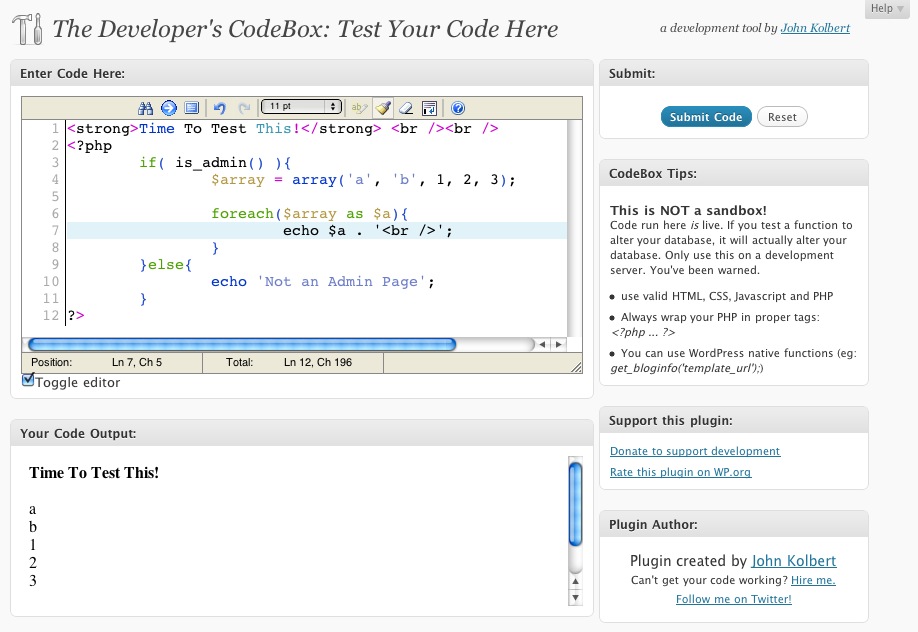 Help
The Developer's CodeBox: Test Your Code Here
a development tool by John Kolbert
Enter Code Here:
11 pt
1 <strong>Time To Test This!</strong> <br /><br />
2 <?php
3 if( is_admin() ){
4 $array = array('a', 'b', 1, 2, 3);
5
6 foreach($array as $a){
7 echo $a . '<br />';
8 }
9 }else{
10 echo 'Not an Admin Page';
11 }
12 ?>
Position: Ln 7, Ch 5 Total: Ln 12, Ch 196
Toggle editor
Your Code Output:
Time To Test This!
a
b
1
2
3
Submit:
Submit Code Reset
CodeBox Tips:
This is NOT a sandbox!
Code run here is live. If you test a function to
alter your database, it will actually alter your
database. Only use this on a development
server. You've been warned.
• use valid HTML, CSS, Javascript and PHP
• Always wrap your PHP in proper tags:
<?php ... ?>
• You can use WordPress native functions (eg:
get_bloginfo('template_url');)
Support this plugin:
Donate to support development
Rate this plugin on WP.org
Plugin Author:
Plugin created by John Kolbert
Can't get your code working? Hire me.
Follow me on Twitter!